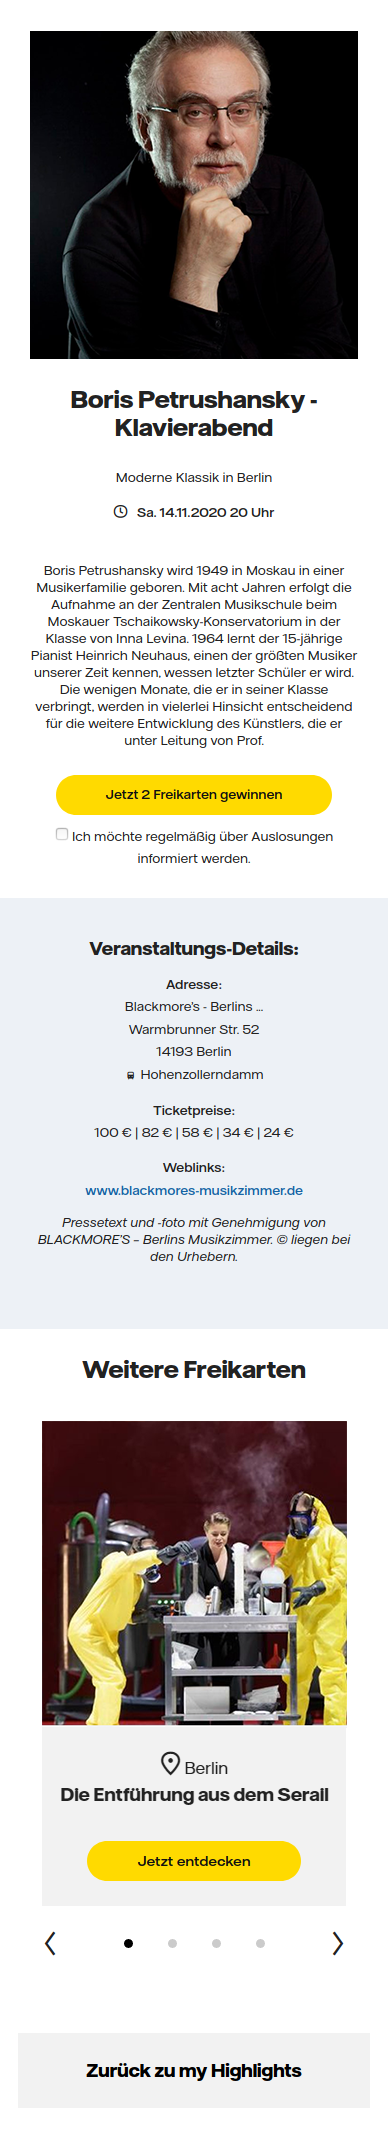 Boris Petrushansky -
Klavierabend
Moderne Klassik in Berlin
Sa. 14.11.2020 20 Uhr
Boris Petrushansky wird 1949 in Moskau in einer
Musikerfamilie geboren. Mit acht Jahren erfolgt die
Aufnahme an der Zentralen Musikschule beim
Moskauer Tschaikowsky-Konservatorium in der
Klasse von Inna Levina. 1964 lernt der 15-jährige
Pianist Heinrich Neuhaus, einen der größten Musiker
unserer Zeit kennen, wessen letzter Schüler er wird.
Die wenigen Monate, die er in seiner Klasse
verbringt, werden in vielerlei Hinsicht entscheidend
für die weitere Entwicklung des Künstlers, die er
unter Leitung von Prof.
Jetzt 2 Freikarten gewinnen
Ich möchte regelmäßig über Auslosungen
informiert werden.
Veranstaltungs-Details:
Adresse:
Blackmore's - Berlins ...
Warmbrunner Str. 52
14193 Berlin
Hohenzollerndamm
Ticketpreise:
100 € | 82 € | 58 € | 34 € | 24 €
Weblinks:
www.blackmores-musikzimmer.de
Pressetext und -foto mit Genehmigung von
BLACKMORE'S – Berlins Musikzimmer. © liegen bei
den Urhebern.
Weitere Freikarten
Berlin
Die Entführung aus dem Serail
Jetzt entdecken
Zurück zu my Highlights